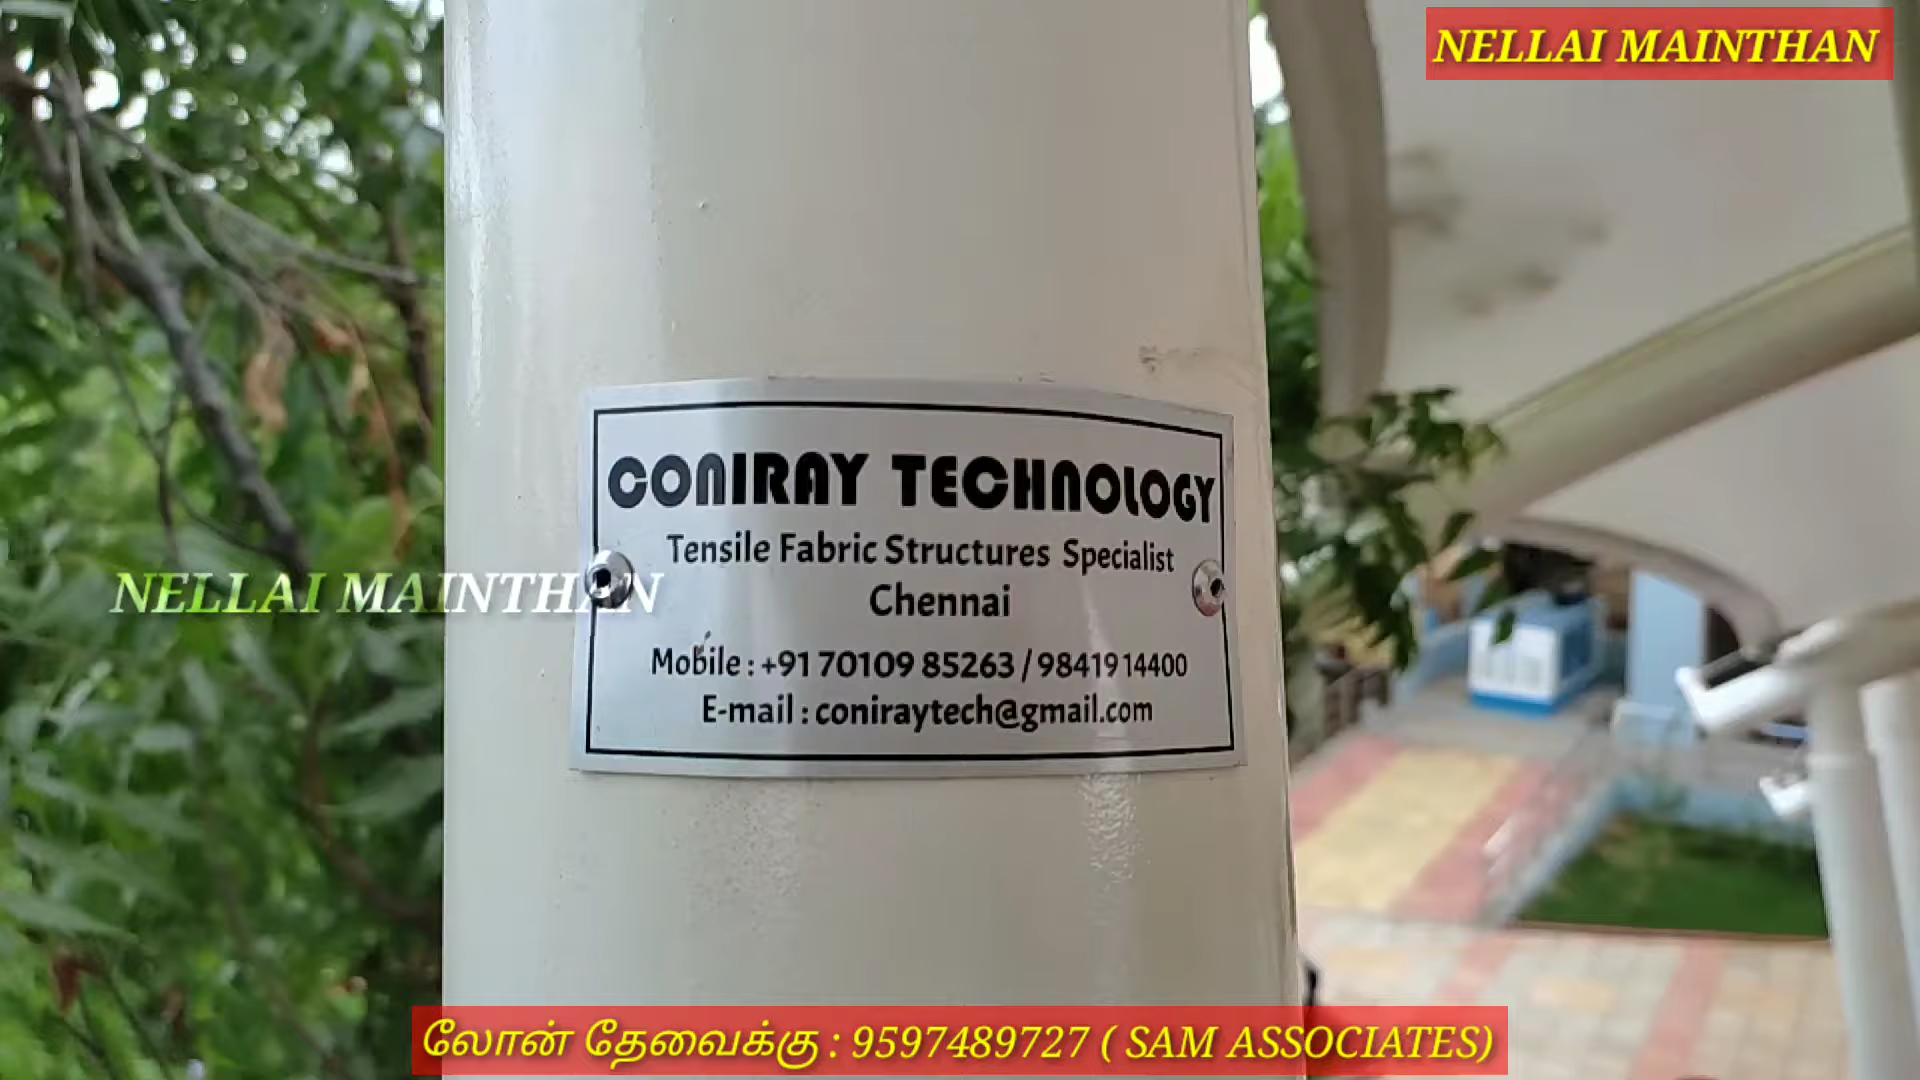 NELLAI MAINTHAN
CONIRAY TECHNOLOGY
Tensile Fabric Structures Specialist
Chennai
NELLAI MAINTHAN
Mobile : +91 70109 85263 / 9841914400
E-mail : coniraytech@gmail.com
லோன் தேவைக்கு : 9597489727 ( SAM ASSOCIATES)